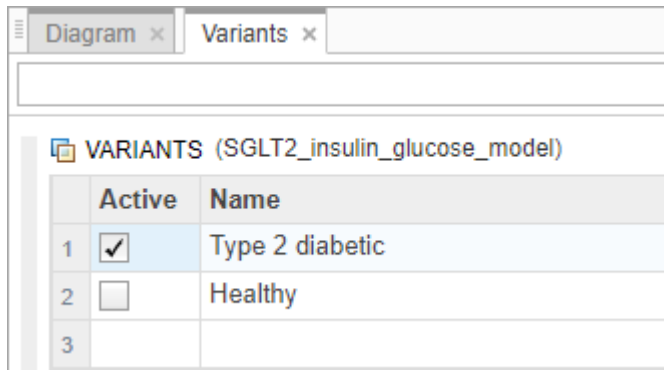 Diagram × Variants ×
VARIANTS (SGLT2_insulin_glucose_model)
Active Name
1 Type 2 diabetic
2 Healthy
3